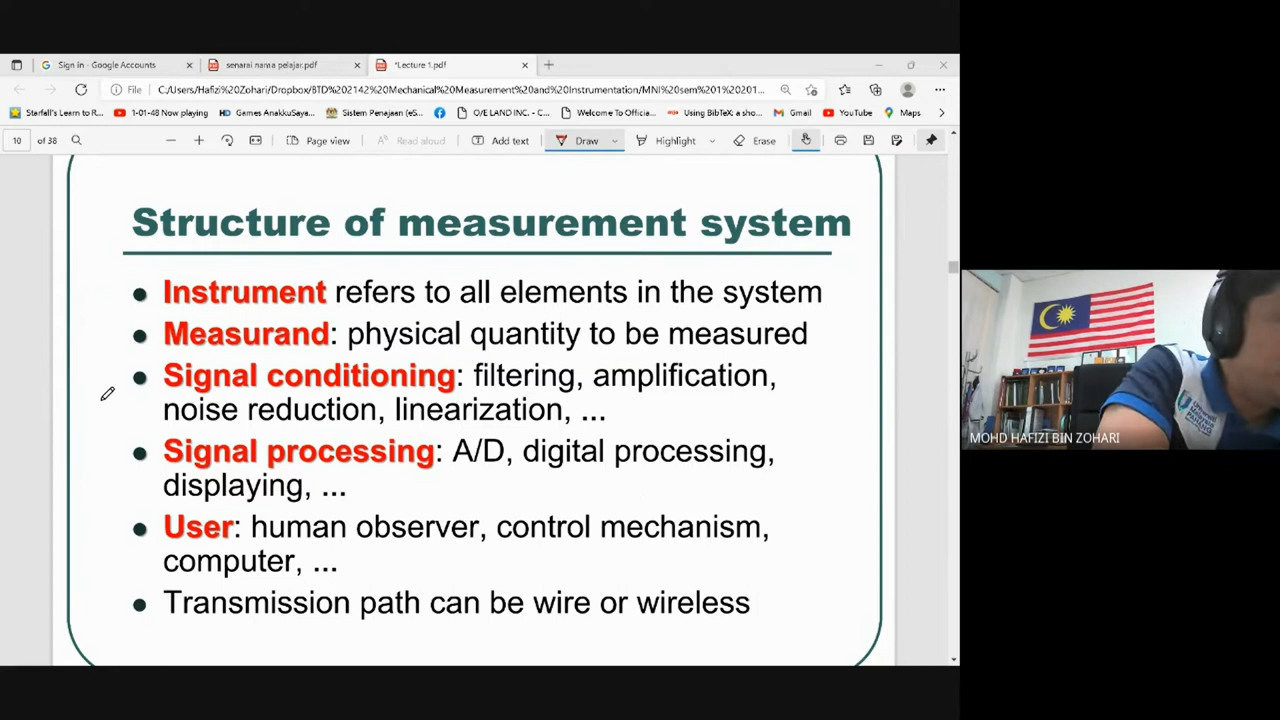 Sign in - Google Accounts
senarai nama pelajar.pdf
*Lecture 1.pdf
File
C:/Users/Hafizi%20Zohari/Dropbox/BTD%202142%20Mechanical%20Measurement%20and%20Instrumentation/MNI%20sem%201%20201...
Starfall's Learn to R...
1-01-48 Now playing
Games AnakkuSaya...
Sistem Penajaan (eS...
O/E LAND INC. - C...
Welcome To Officia...
Using BibTeX: a sho...
Gmail
YouTube
Maps
10 of 38
Page view
Read aloud
Add text
Draw
Highlight
Erase
Structure of measurement system
Instrument refers to all elements in the system
Measurand: physical quantity to be measured
Signal conditioning: filtering, amplification,
noise reduction, linearization, ...
Signal processing: A/D, digital processing,
displaying, ...
User: human observer, control mechanism,
computer, ...
Transmission path can be wire or wireless
MOHD HAFIZI BIN ZOHARI